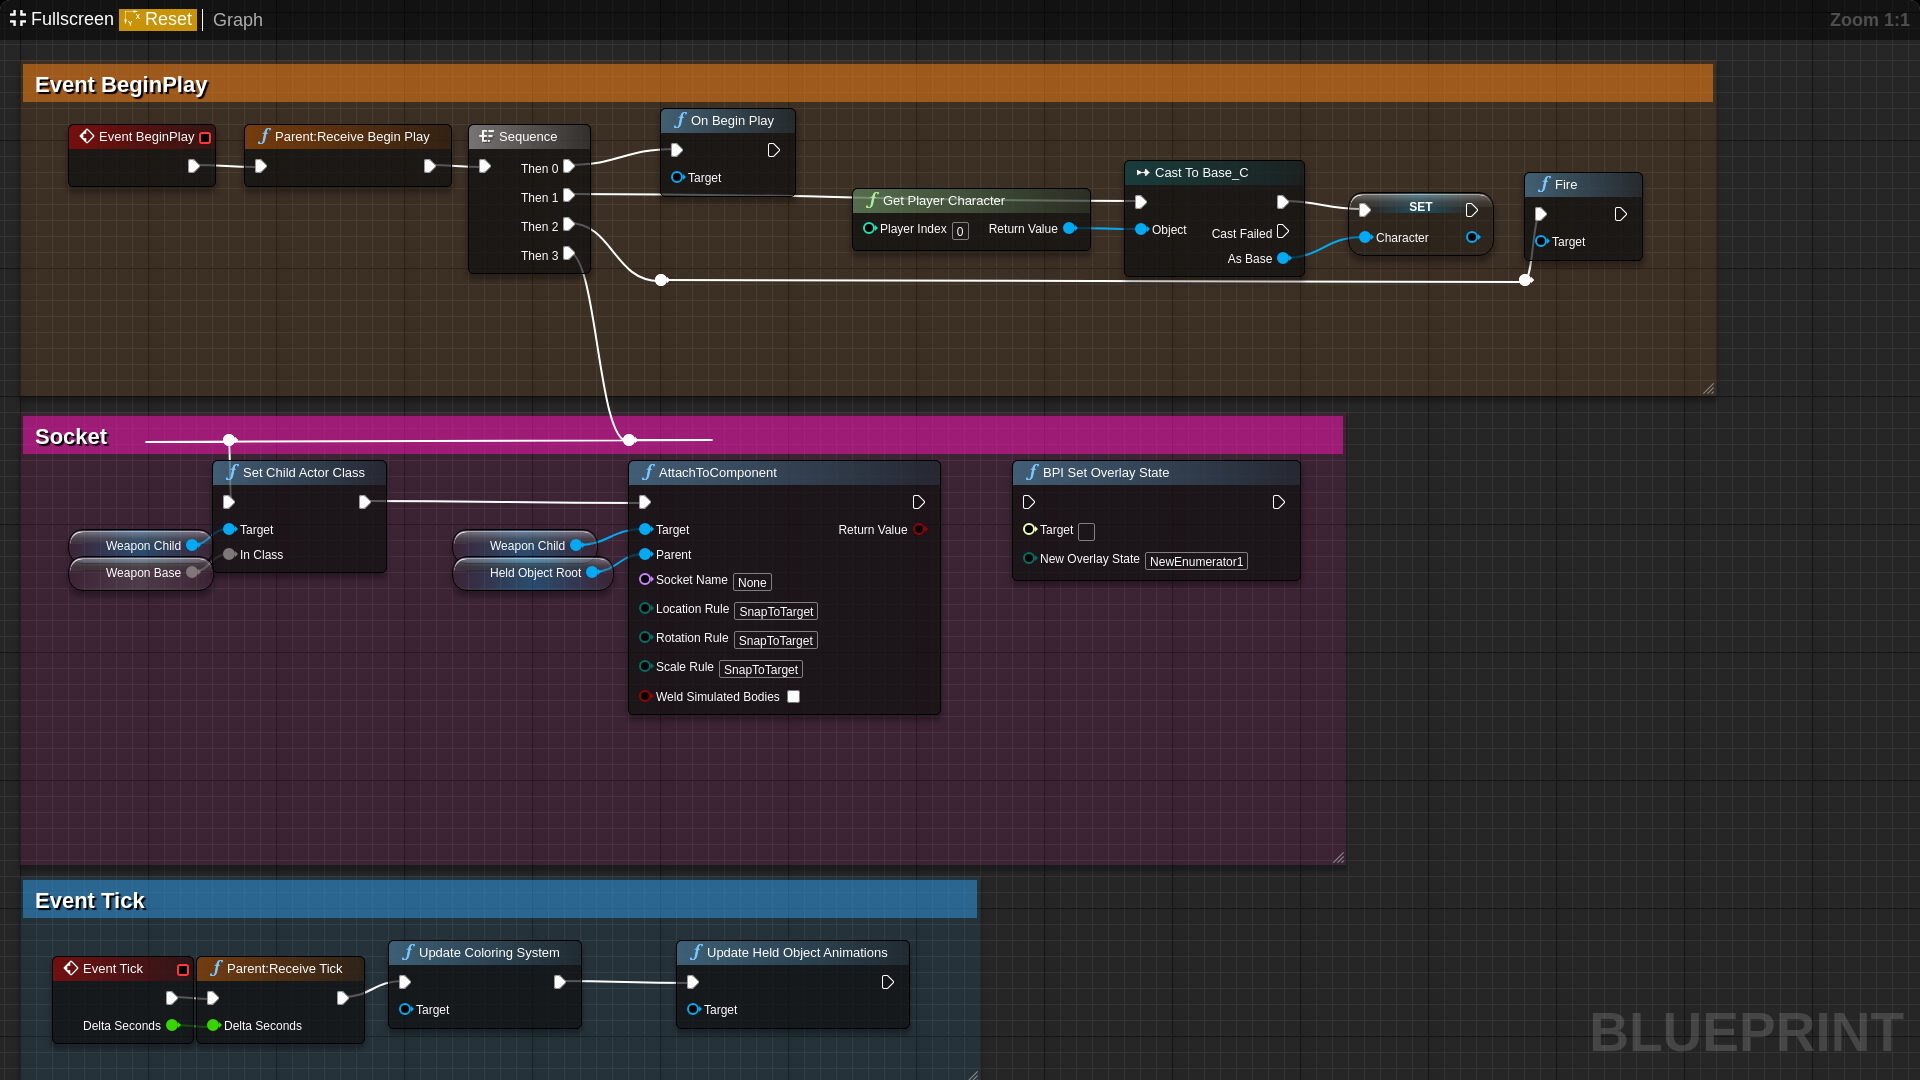 Fullscreen Reset Graph Zoom 1:1
Event BeginPlay
Event BeginPlay
Parent:Receive Begin Play
Sequence
Then 0
Then 1
Then 2
Then 3
On Begin Play
Target
Get Player Character
Player Index 0 Return Value
Cast To Base_C
Object
Cast Failed
As Base
SET
Character
Fire
Target
Socket
Set Child Actor Class
Target
In Class
Weapon Child
Weapon Base
Weapon Child
Held Object Root
AttachToComponent
Target Return Value
Parent
Socket Name None
Location Rule SnapToTarget
Rotation Rule SnapToTarget
Scale Rule SnapToTarget
Weld Simulated Bodies
BPI Set Overlay State
Target
New Overlay State NewEnumerator1
Event Tick
Event Tick
Delta Seconds
Parent:Receive Tick
Delta Seconds
Update Coloring System
Target
Update Held Object Animations
Target
BLUEPRINT